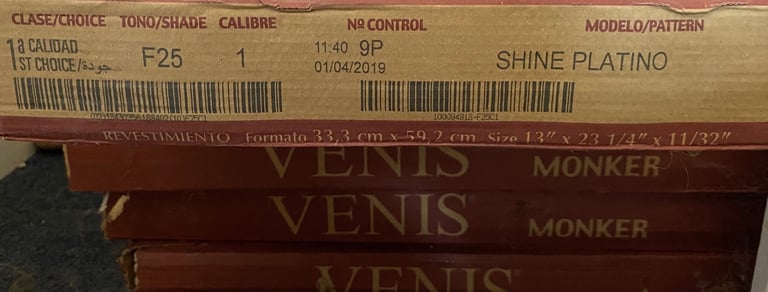 CLASE/CHOICE TONO/SHADE CALIBRE Nº CONTROL MODELO/PATTERN
1ª CALIDAD
1ST CHOICE/جودة F25 1 11:40 9P SHINE PLATINO
01/04/2019
100094913-F25C1
REVESTIMIENTO Formato 33,3 cm x 59,2 cm Size 13" x 23 1/4" x 11/32"
VENIS MONKER
VENIS MONKER
VENIS